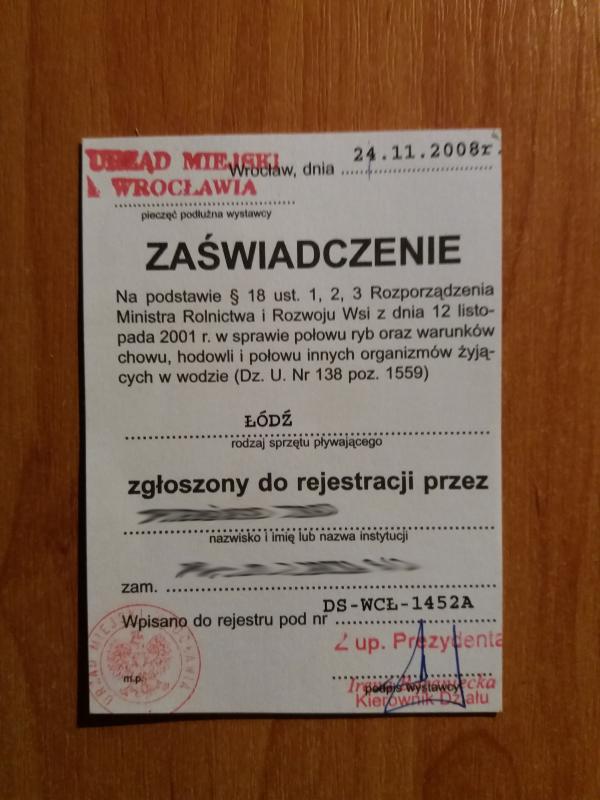 URZĄD MIEJSKI
WROCŁAWIA
Wrocław, dnia 24.11.2008r.
pieczęć podłużna wystawcy
ZAŚWIADCZENIE
Na podstawie § 18 ust. 1, 2, 3 Rozporządzenia
Ministra Rolnictwa i Rozwoju Wsi z dnia 12 listo-
pada 2001 r. w sprawie połowu ryb oraz warunków
chowu, hodowli i połowu innych organizmów żyją-
cych w wodzie (Dz. U. Nr 138 poz. 1559)
ŁÓDŹ
rodzaj sprzętu pływającego
zgłoszony do rejestracji przez
nazwisko i imię lub nazwa instytucji
zam.
Wpisano do rejestru pod nr DS-WCŁ-1452A
URZĄD MIEJSKI WROCŁAWIA
m.p.
Z up. Prezydenta
podpis wystawcy
Kierownik Działu